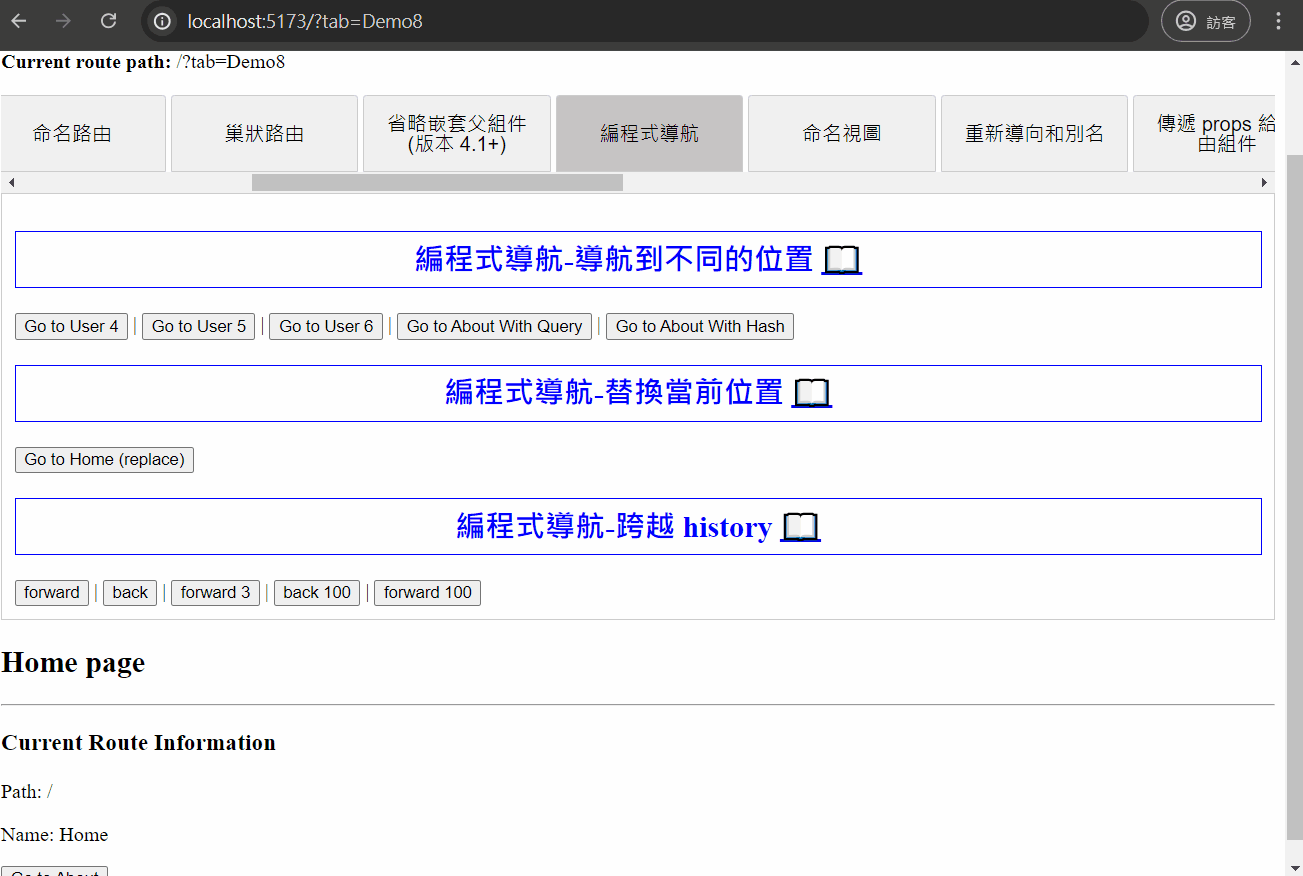 localhost:5173/?tab=Demo8
訪客
Current route path: /?tab=Demo8
命名路由
巢狀路由
省略嵌套父組件
(版本 4.1+)
編程式導航
命名視圖
重新導向和別名
傳遞 props 給
由組件
編程式導航-導航到不同的位置 📖
Go to User 4 | Go to User 5 | Go to User 6 | Go to About With Query | Go to About With Hash
編程式導航-替換當前位置 📖
Go to Home (replace)
編程式導航-跨越 history 📖
forward | back | forward 3 | back 100 | forward 100
Home page
Current Route Information
Path: /
Name: Home
Go to About